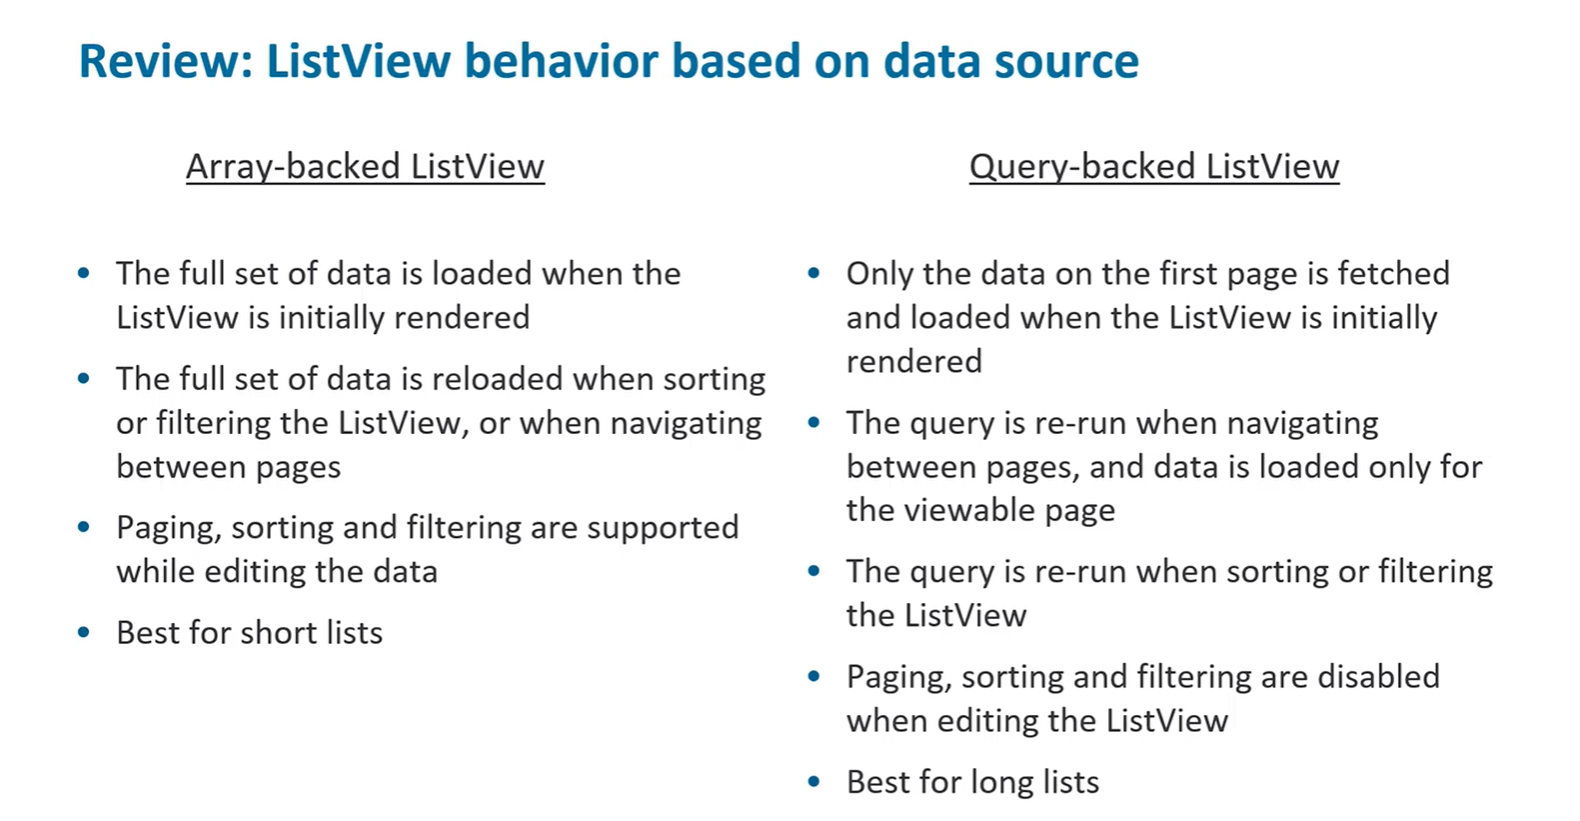 Review: ListView behavior based on data source
Array-backed ListView
• The full set of data is loaded when the
ListView is initially rendered
• The full set of data is reloaded when sorting
or filtering the ListView, or when navigating
between pages
• Paging, sorting and filtering are supported
while editing the data
• Best for short lists
Query-backed ListView
• Only the data on the first page is fetched
and loaded when the ListView is initially
rendered
• The query is re-run when navigating
between pages, and data is loaded only for
the viewable page
• The query is re-run when sorting or filtering
the ListView
• Paging, sorting and filtering are disabled
when editing the ListView
• Best for long lists